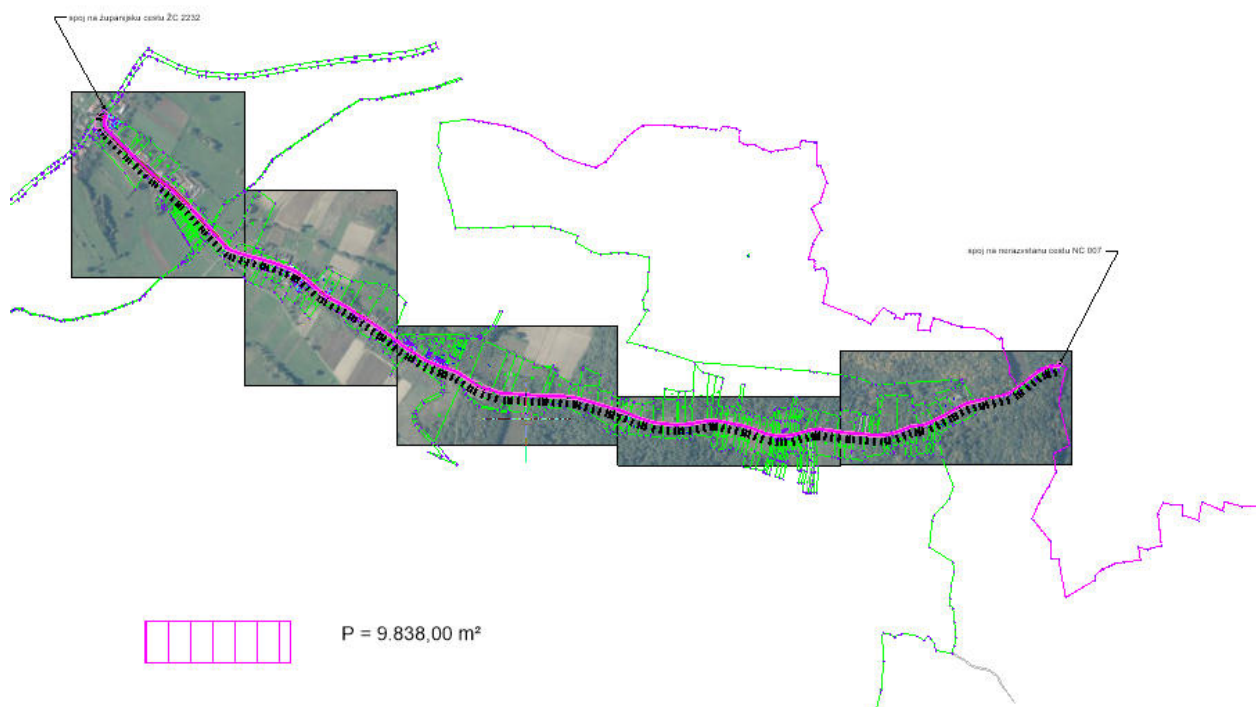 spoj na županijsku cestu ŽC 2232
spoj na nerazvrstanu cestu NC 007
P = 9.838,00 m²